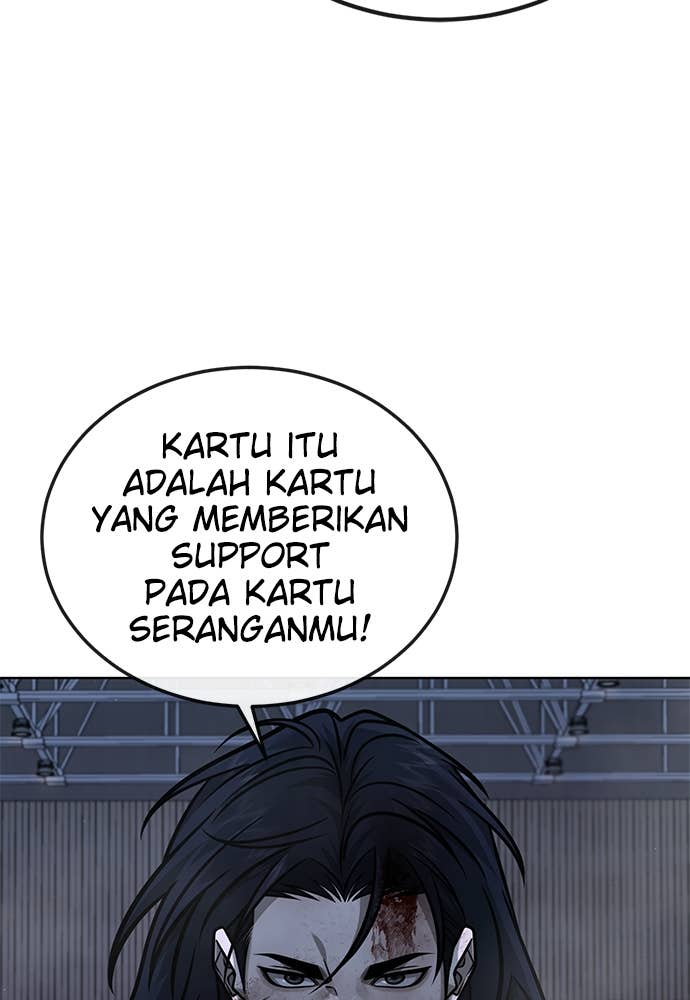 KARTU ITU
ADALAH KARTU
YANG MEMBERIKAN
SUPPORT
PADA KARTU
SERANGANMU!